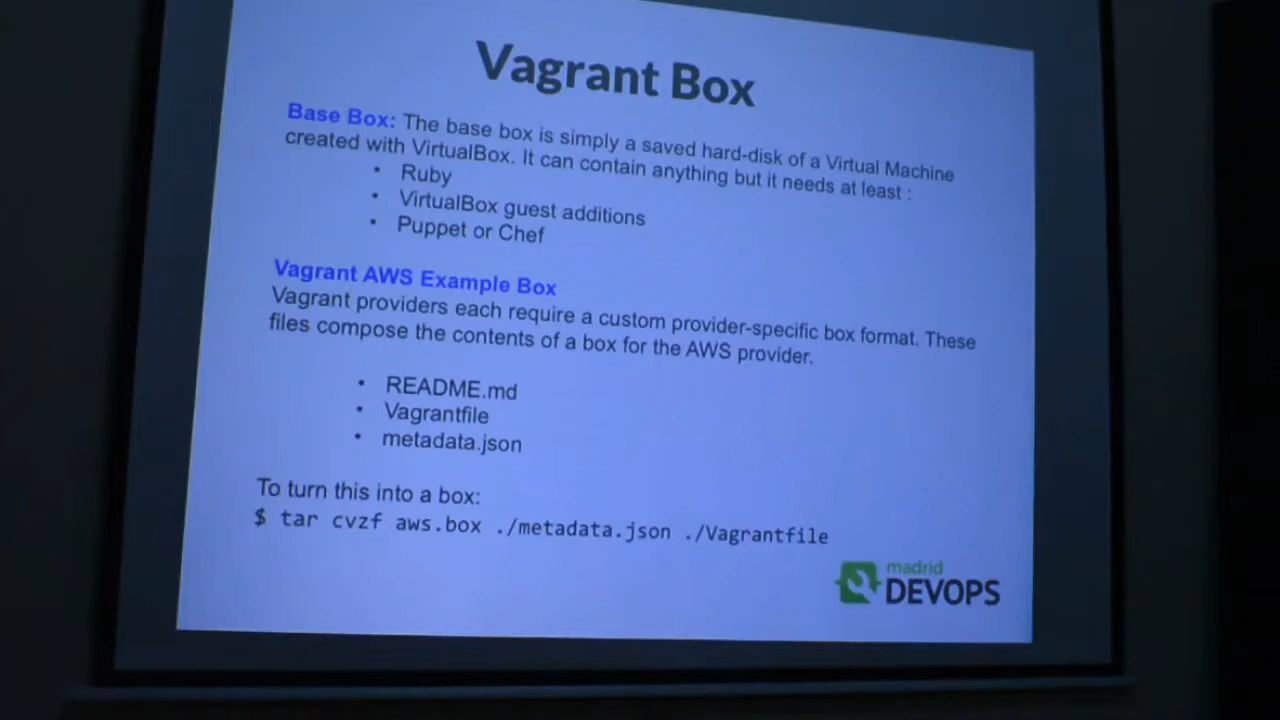 Vagrant Box
Base Box: The base box is simply a saved hard-disk of a Virtual Machine
created with VirtualBox. It can contain anything but it needs at least :
• Ruby
• VirtualBox guest additions
• Puppet or Chef
Vagrant AWS Example Box
Vagrant providers each require a custom provider-specific box format. These
files compose the contents of a box for the AWS provider.
• README.md
• Vagrantfile
• metadata.json
To turn this into a box:
$ tar cvzf aws.box ./metadata.json ./Vagrantfile
madrid
DEVOPS